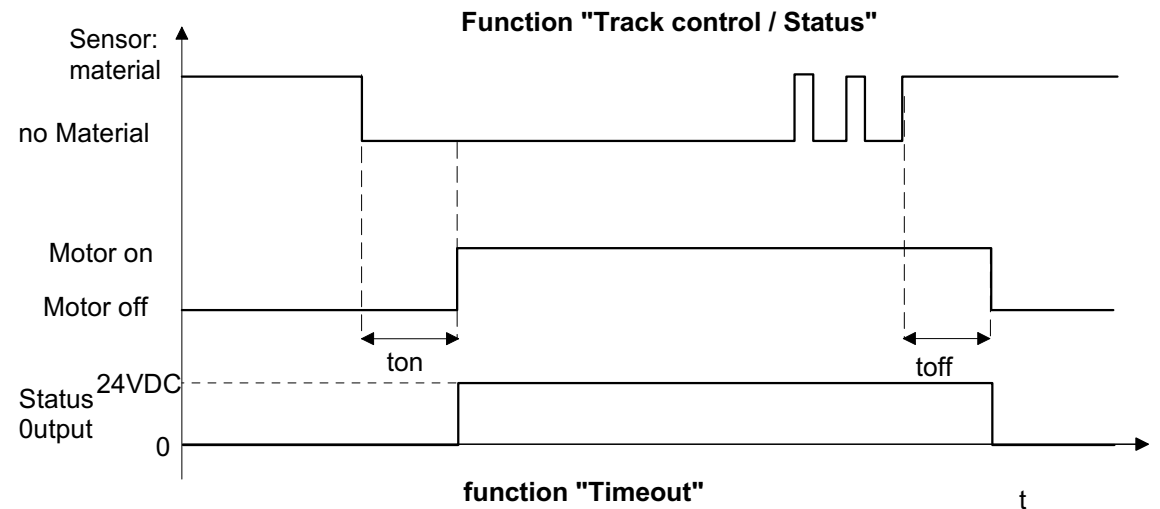 Function "Track control / Status"
Sensor:
material
no Material
Motor on
Motor off
ton
toff
24VDC
Status
0utput
0
function "Timeout"
t